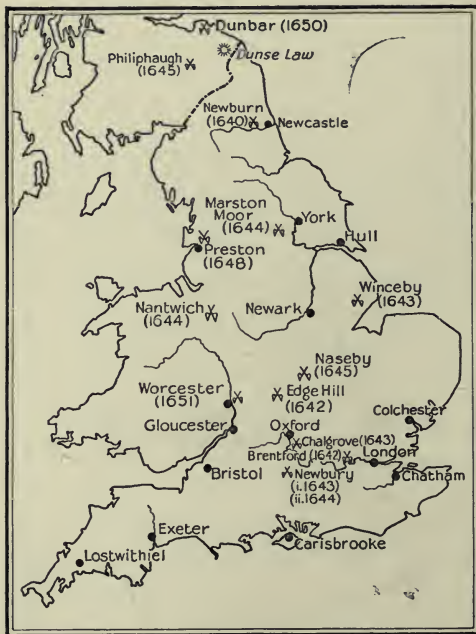 Dunbar (1650)
Dunse Law
Philiphaugh
(1645)
Newburn
(1640)
Newcastle
Marston
Moor
(1644)
York
Hull
Preston
(1648)
Winceby
(1643)
Nantwich
(1644)
Newark
Naseby
(1645)
Worcester
(1651)
Edge Hill
(1642)
Colchester
Gloucester
Oxford
Chalgrove (1643)
Brentford (1642)
London
Bristol
Newbury
(i.1643)
(ii.1644)
Chatham
Exeter
Carisbrooke
Lostwithiel